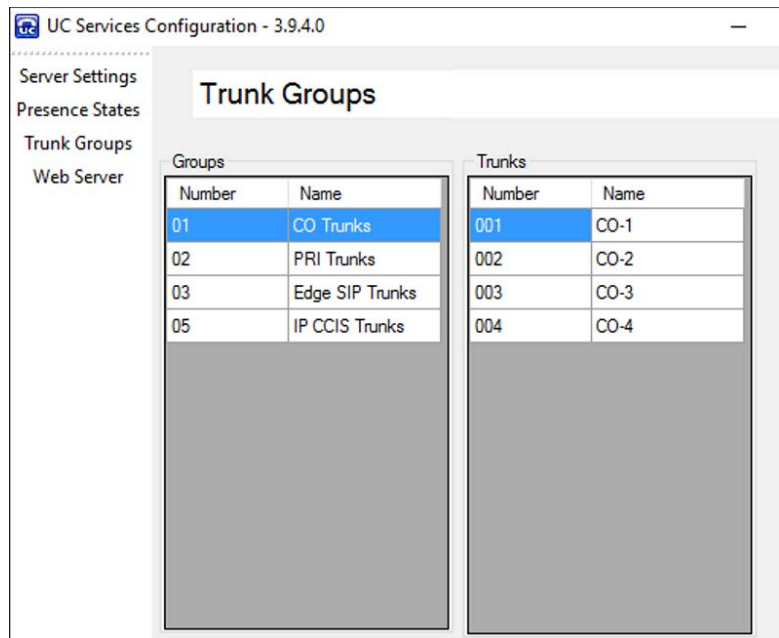 uc UC Services Configuration - 3.9.4.0
Server Settings
Presence States
Trunk Groups
Web Server
Trunk Groups
Groups
Number Name
01 CO Trunks
02 PRI Trunks
03 Edge SIP Trunks
05 IP CCIS Trunks
Trunks
Number Name
001 CO-1
002 CO-2
003 CO-3
004 CO-4